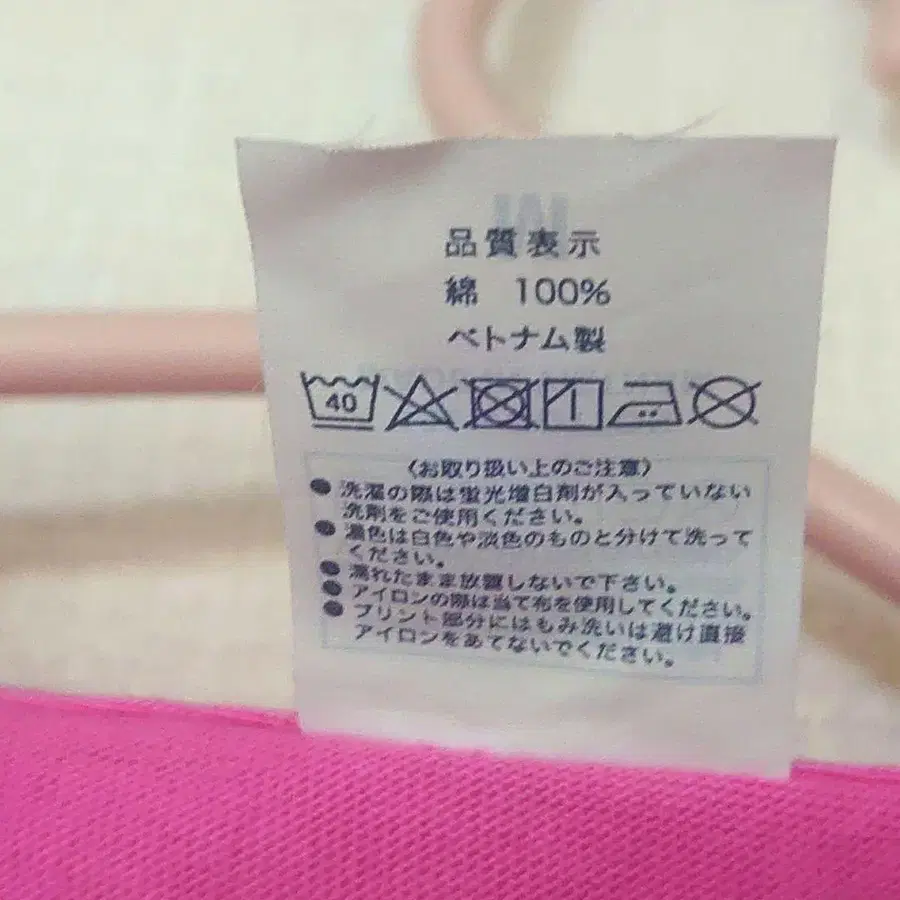 品質表示
綿 100%
ベトナム製
40
〈お取り扱い上のご注意〉
●洗濯の際は蛍光増白剤が入っていない
洗剤をご使用ください。
●濃色は白色や淡色のものと分けて洗って
ください。
●濡れたまま放置しないで下さい。
●アイロンの際は当て布を使用してください。
●プリント部分にはもみ洗いは避け直接
アイロンをあてないでください。